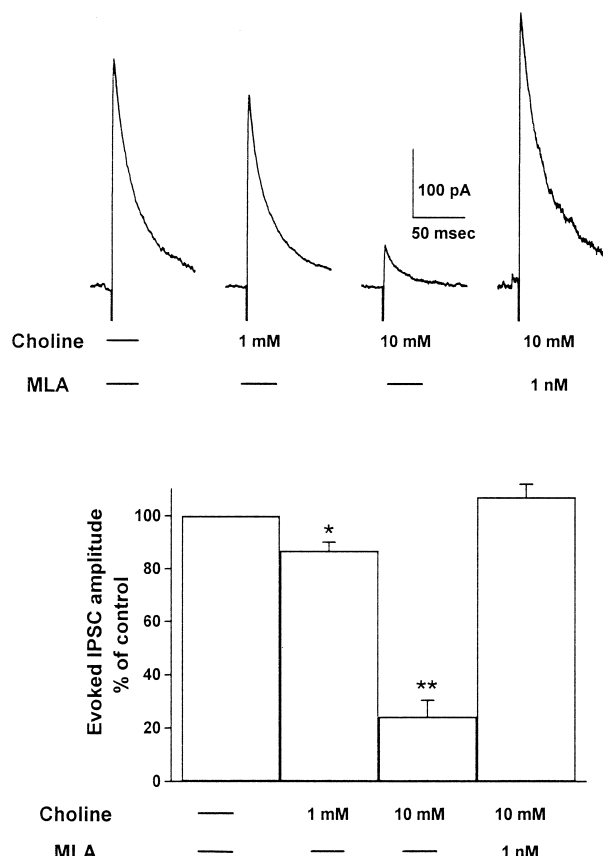 100 pA
50 msec
Choline — 1 mM 10 mM 10 mM
MLA — — — 1 nM
Evoked IPSC amplitude
% of control
100
80
60
40
20
0
*
**
Choline — 1 mM 10 mM 10 mM
MLA — — — 1 nM